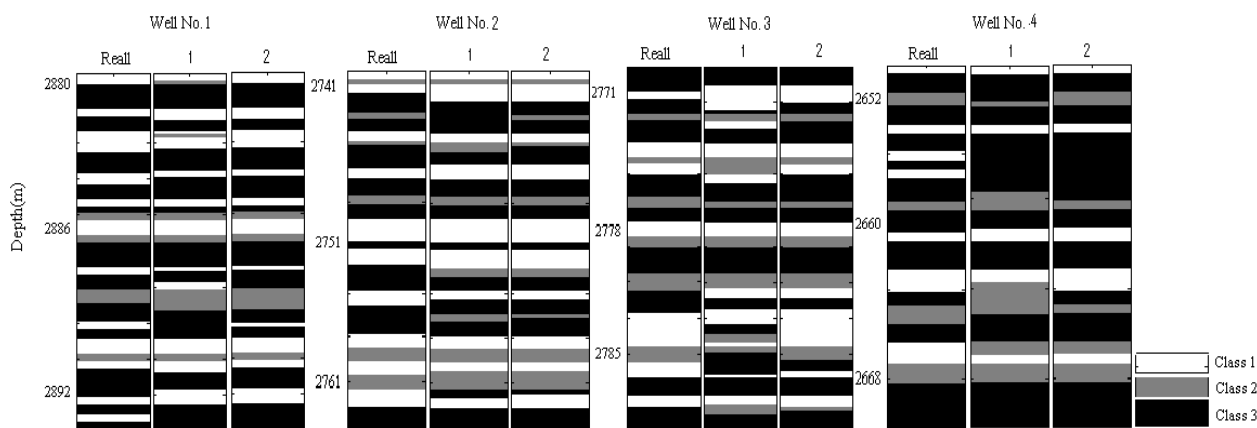 Well No. 1 Well No. 2 Well No. 3 Well No. 4
Reall 1 2 Reall 1 2 Reall 1 2 Reall 1 2
2880 2741 2771 2652
2886 2751 2778 2660
2892 2761 2785 2668
Depth(m)
Class 1
Class 2
Class 3